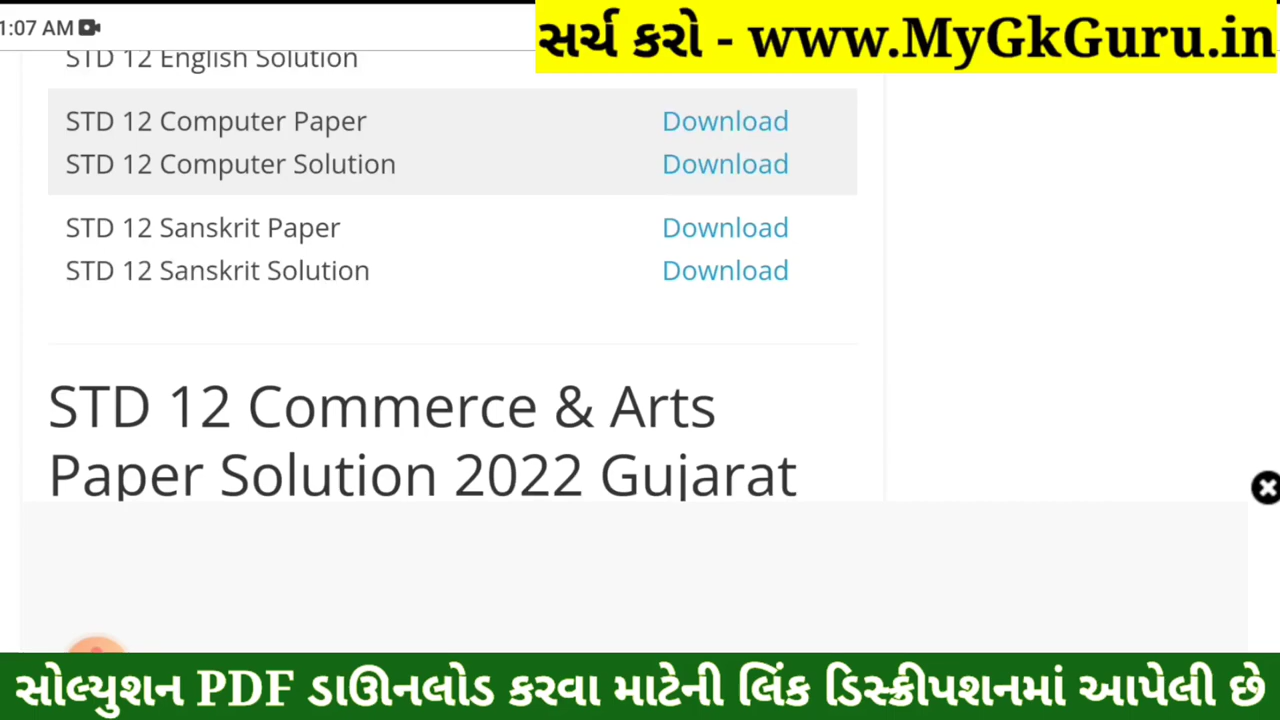 1:07 AM
સર્ચ કરો - www.MyGkGuru.in
STD 12 English Solution
STD 12 Computer Paper Download
STD 12 Computer Solution Download
STD 12 Sanskrit Paper Download
STD 12 Sanskrit Solution Download
STD 12 Commerce & Arts
Paper Solution 2022 Gujarat
સોલ્યુશન PDF ડાઊનલોડ કરવા માટેની લિંક ડિસ્ક્રીપશનમાં આપેલી છે